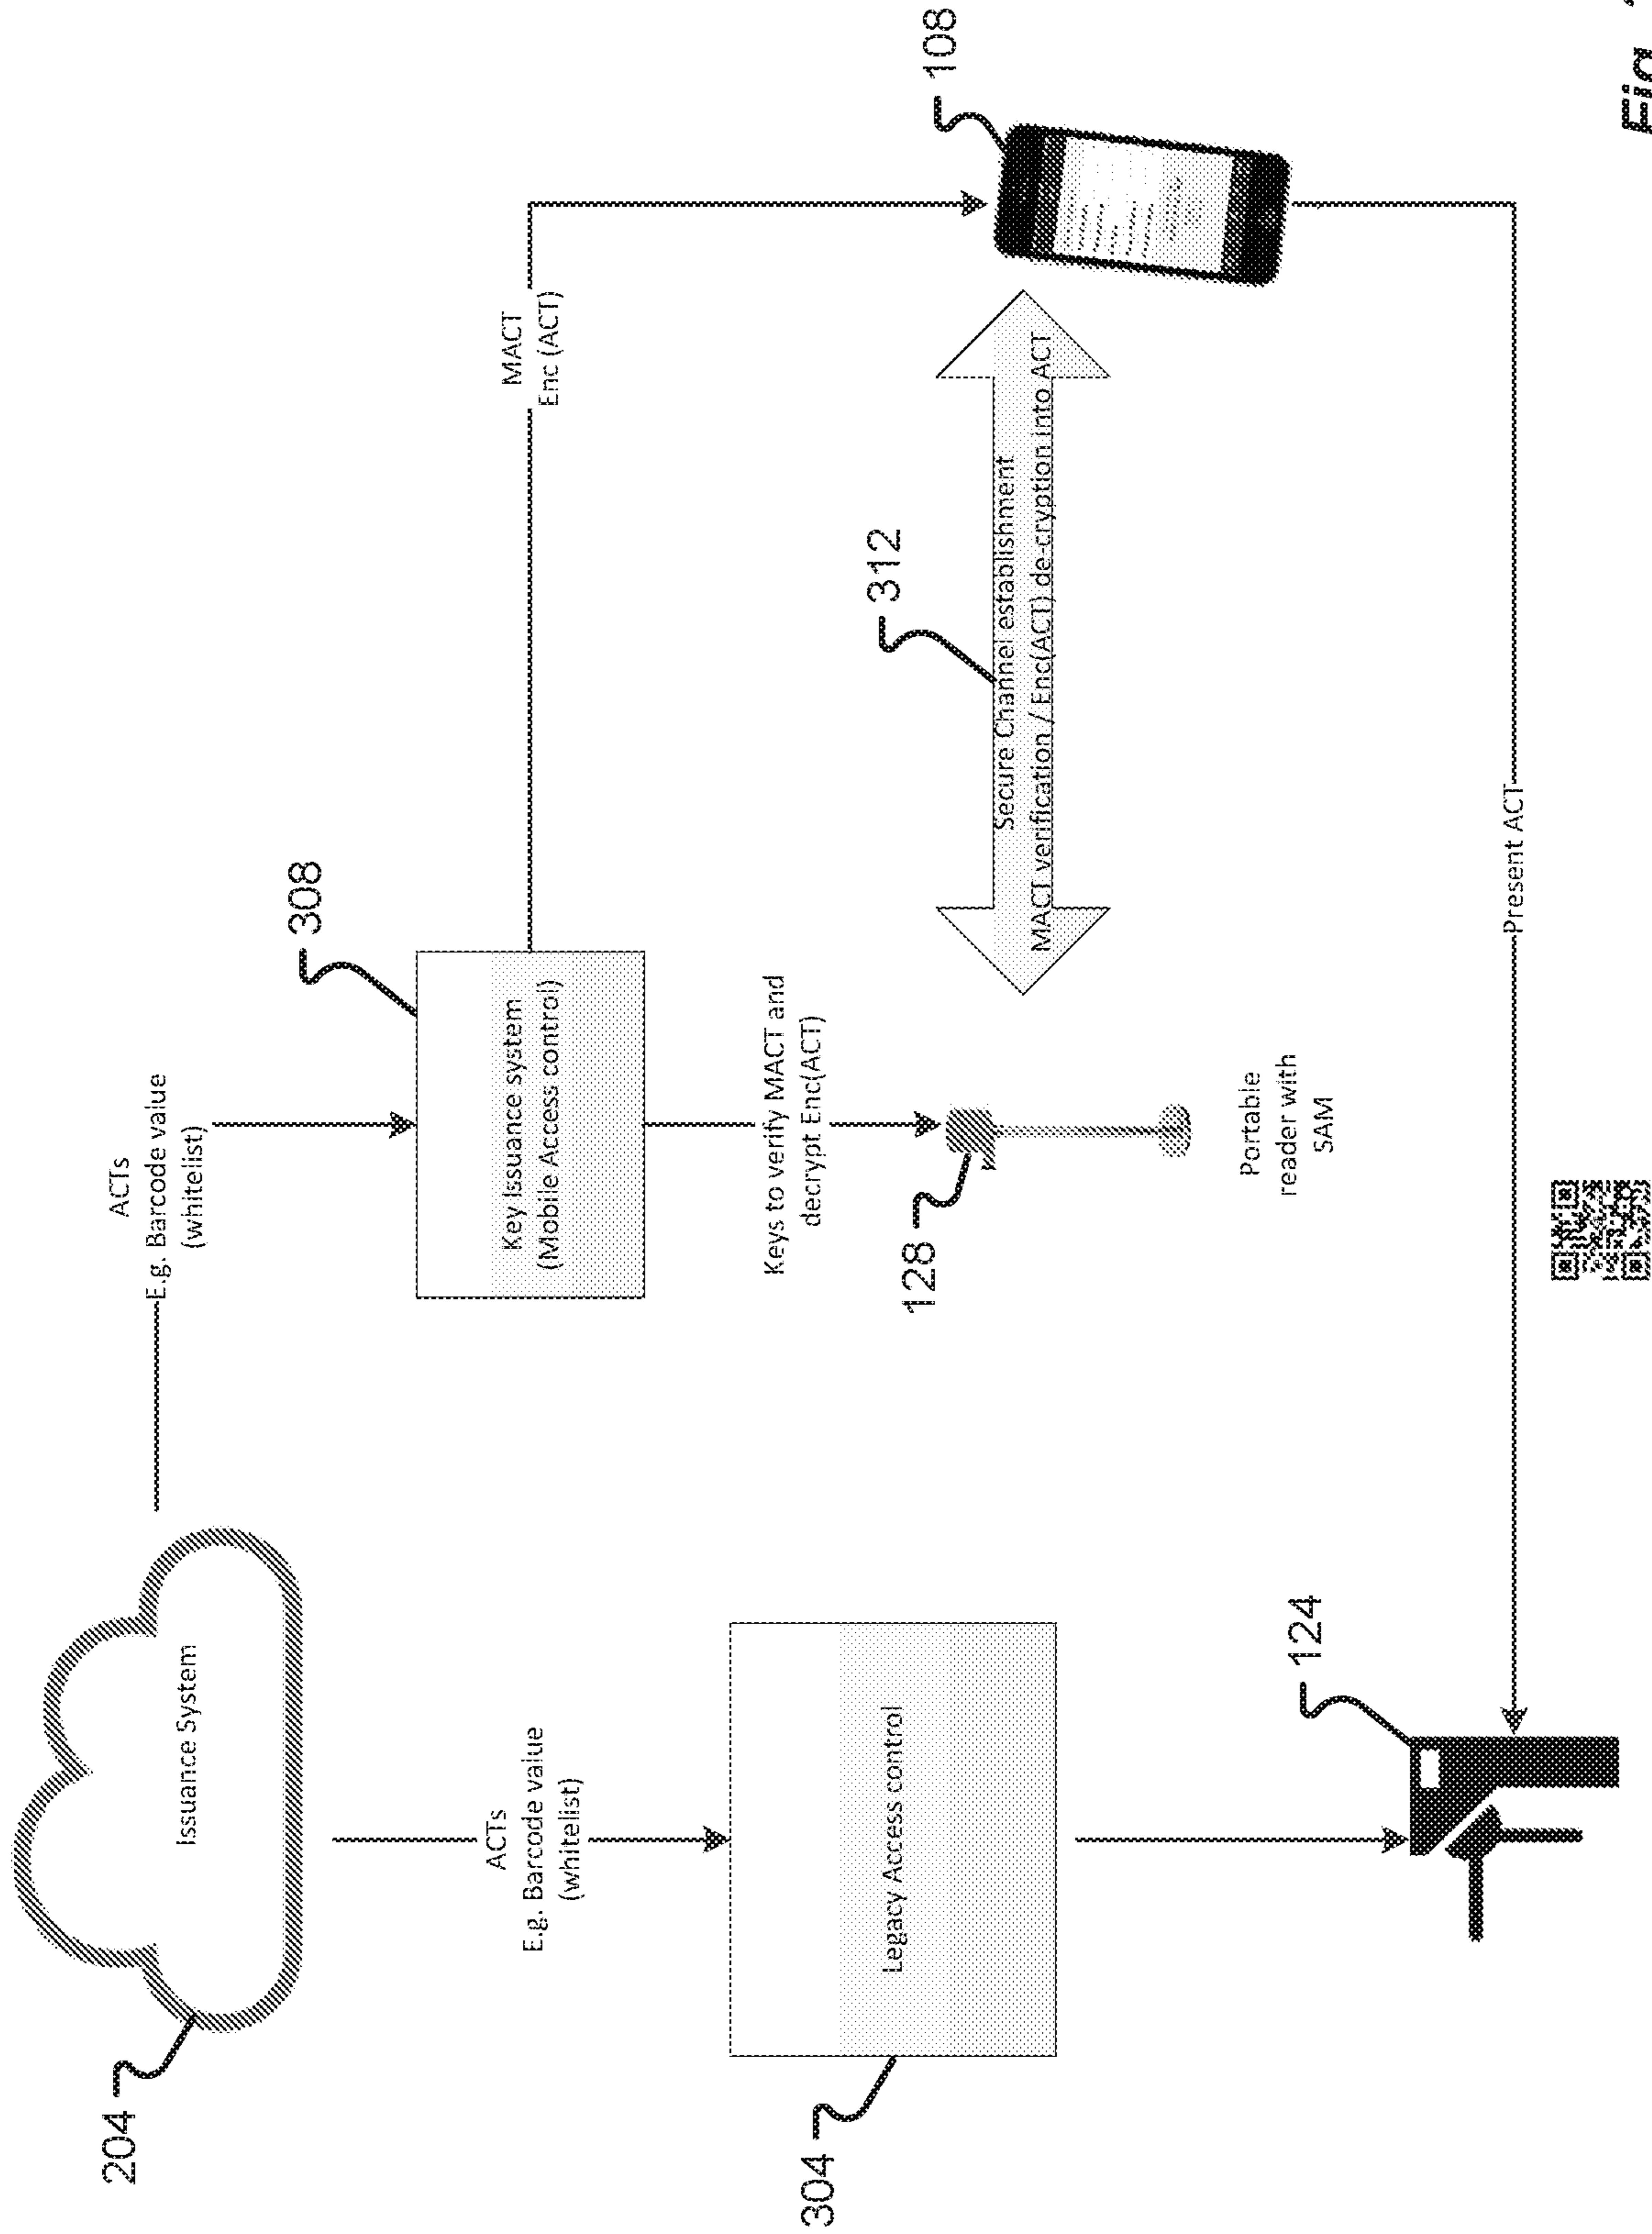 204
Issuance System
ACTs
E.g. Barcode value
(whitelist)
308
Key Issuance system
(Mobile Access control)
MACT
Enc (ACT)
ACTs
E.g. Barcode value
(whitelist)
304
Legacy Access control
Keys to verify MACT and
decrypt Enc(ACT)
128
Portable
reader with
SAM
312
Secure Channel establishment
MACT verification / Enc(ACT) de-cryption into ACT
108
124
Present ACT
Fig.